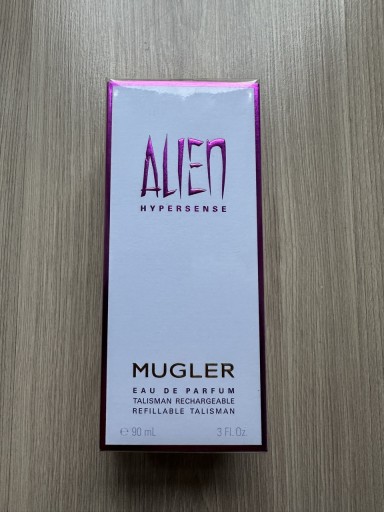 ALIEN
HYPERSENSE
MUGLER
EAU DE PARFUM
TALISMAN RECHARGEABLE
REFILLABLE TALISMAN
℮ 90 mL 3 Fl. Oz.